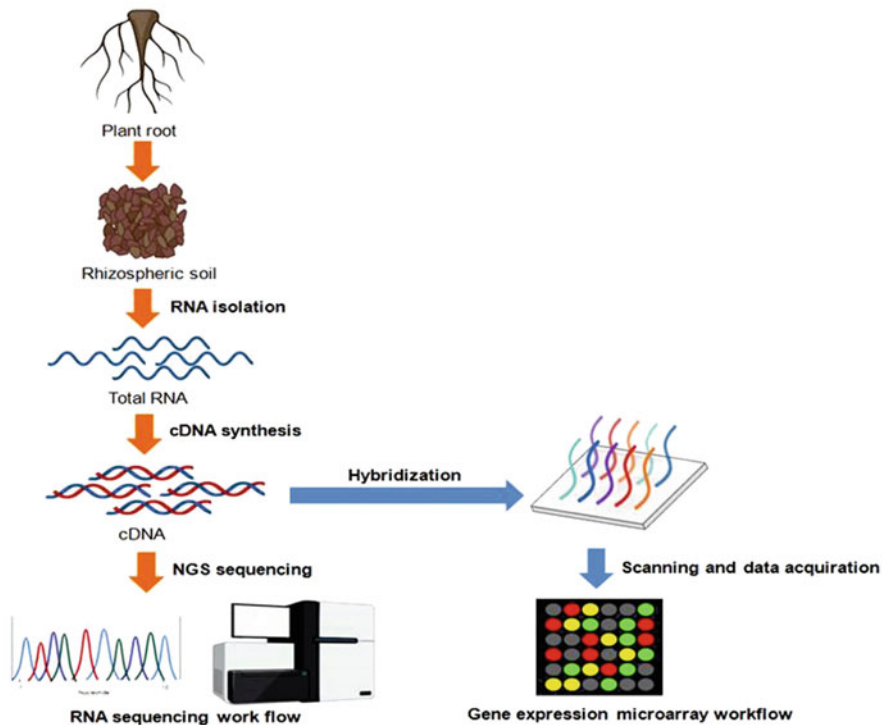 Plant root
Rhizospheric soil
RNA isolation
Total RNA
cDNA synthesis
Hybridization
cDNA
NGS sequencing
Scanning and data acquiration
RNA sequencing work flow
Gene expression microarray workflow